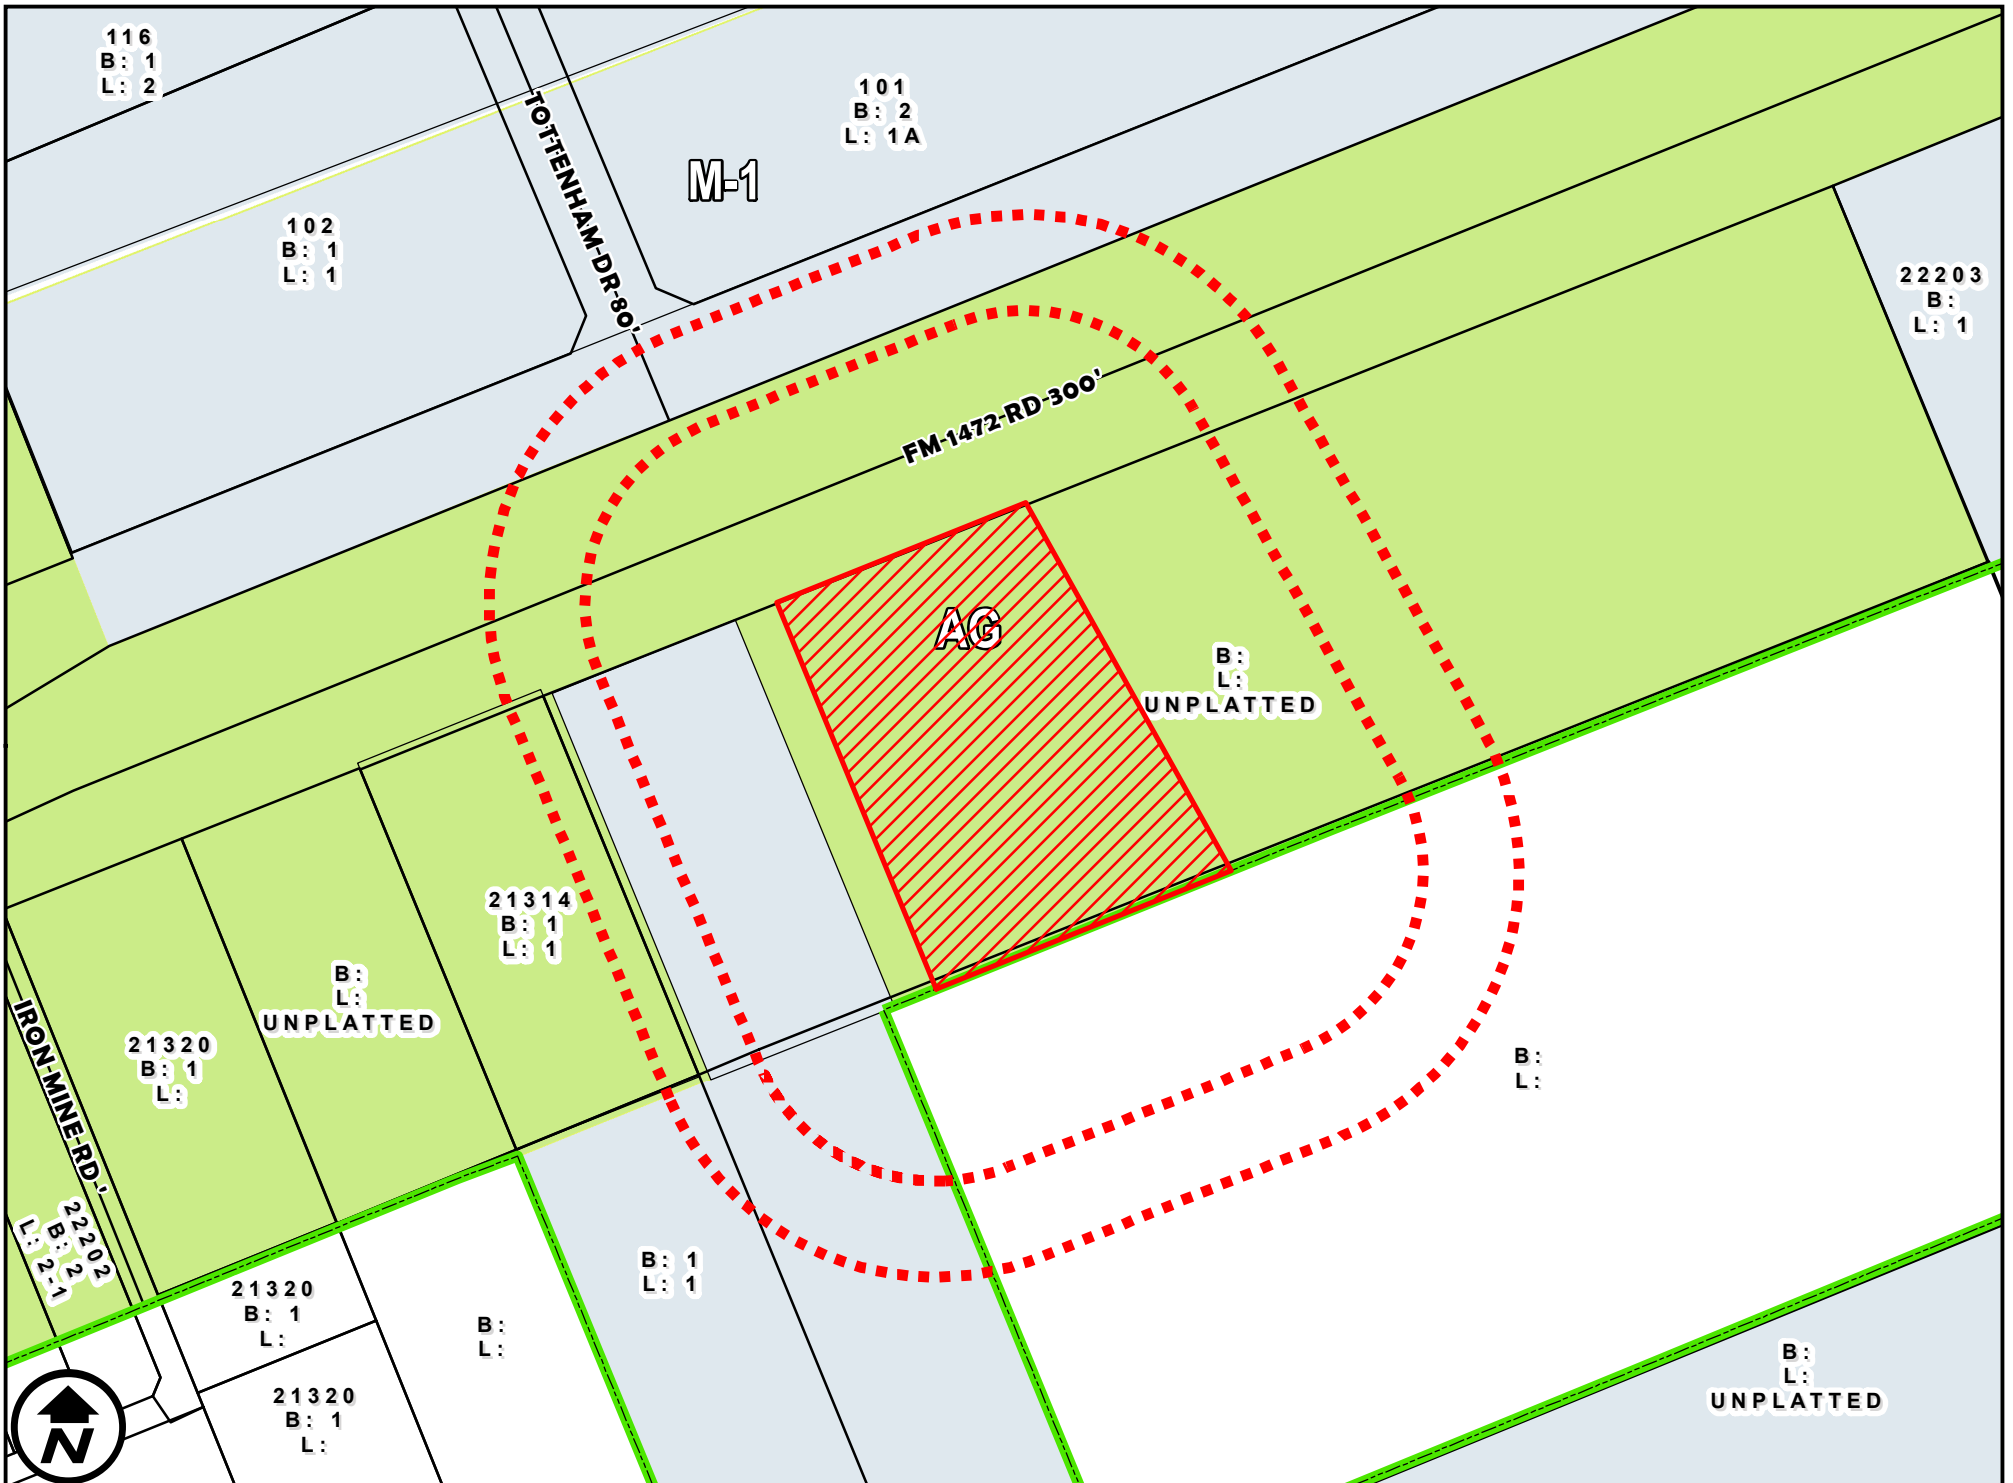 116
B: 1
L: 2
101
B: 2
L: 1A
TOTTENHAM-DR-80'
M-1
102
B: 1
L: 1
22203
B:
L: 1
FM-1472-RD-300'
AG
B:
L:
UNPLATTED
21314
B: 1
L: 1
B:
L:
UNPLATTED
21320
B: 1
L:
IRON-MINE-RD-'
B:
L:
22202
B: 2
L: 2-1
B: 1
L: 1
21320
B: 1
L:
B:
L:
B:
L:
UNPLATTED
21320
B: 1
L:
N